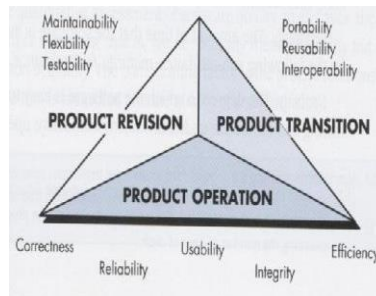 Maintainability
Flexibility
Testability
Portability
Reusability
Interoperability
PRODUCT REVISION
PRODUCT TRANSITION
PRODUCT OPERATION
Correctness
Usability
Efficiency
Reliability
Integrity